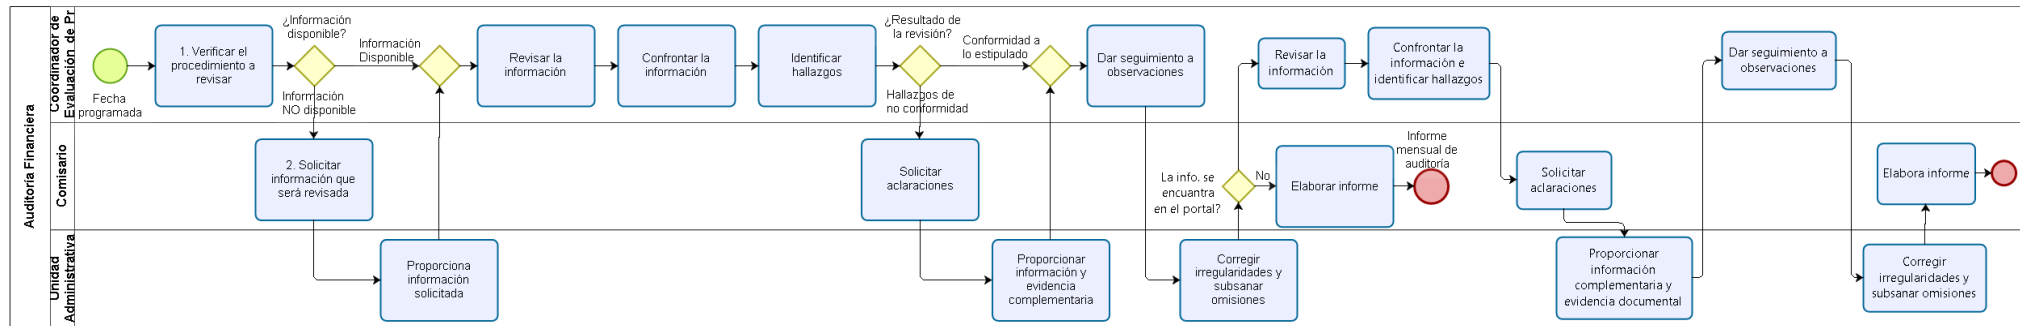 Auditoría Financiera
Coordinador de
Evaluación de Pr
Comisario
Unidad
Administrativa
Fecha
programada
1. Verificar el
procedimiento a
revisar
¿Información
disponible?
Información
Disponible
Información
NO disponible
2. Solicitar
información que
será revisada
Proporciona
información
solicitada
Revisar la
información
Confrontar la
información
Identificar
hallazgos
¿Resultado de
la revisión?
Conformidad a
lo estipulado
Hallazgos de
no conformidad
Solicitar
aclaraciones
Proporcionar
información y
evidencia
complementaria
Dar seguimiento a
observaciones
Corregir
irregularidades y
subsanar
omisiones
La info. se
encuantra
en el portal?
No
Elaborar informe
Informe
mensual de
auditoría
Revisar la
información
Confrontar la
información e
identificar hallazgos
Solicitar
aclaraciones
Proporcionar
información
complementaria y
evidencia documental
Dar seguimiento a
observaciones
Corregir
irregularidades y
subsanar omisiones
Elabora informe